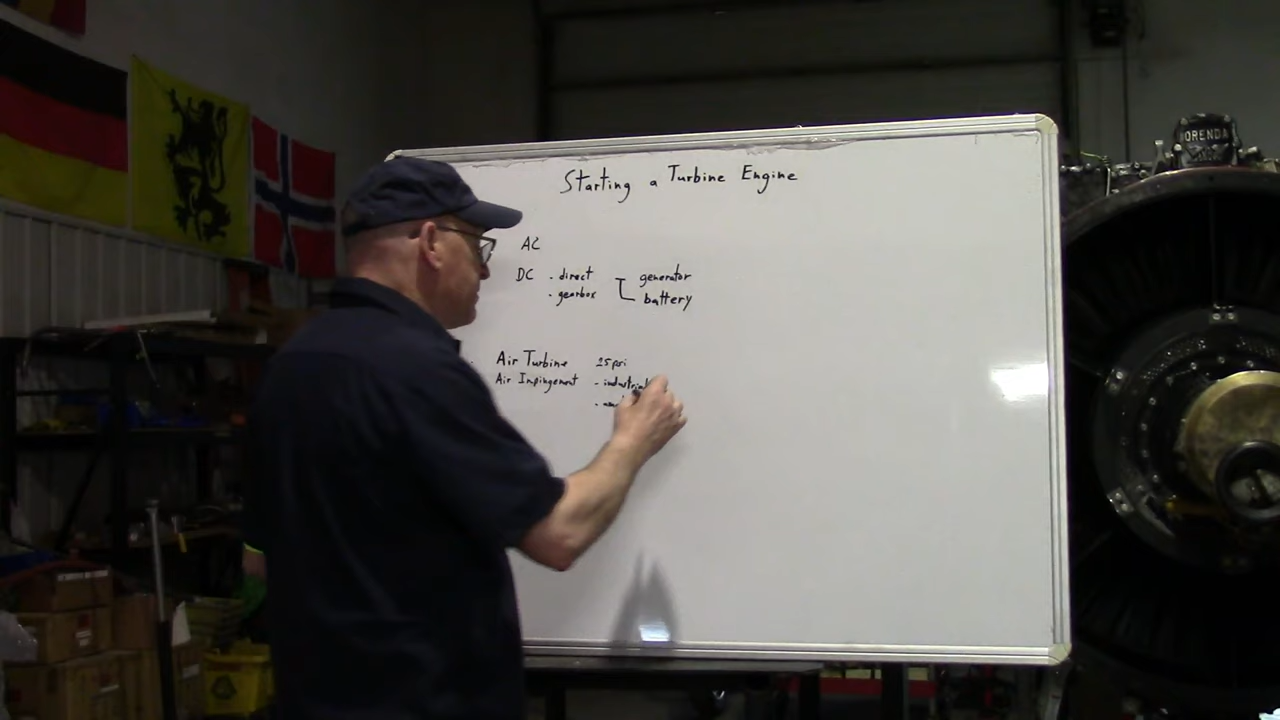 Starting a Turbine Engine
ORENDA
AC
DC - direct generator
- gearbox battery
Air Turbine 25 psi
Air Impingement - industrial